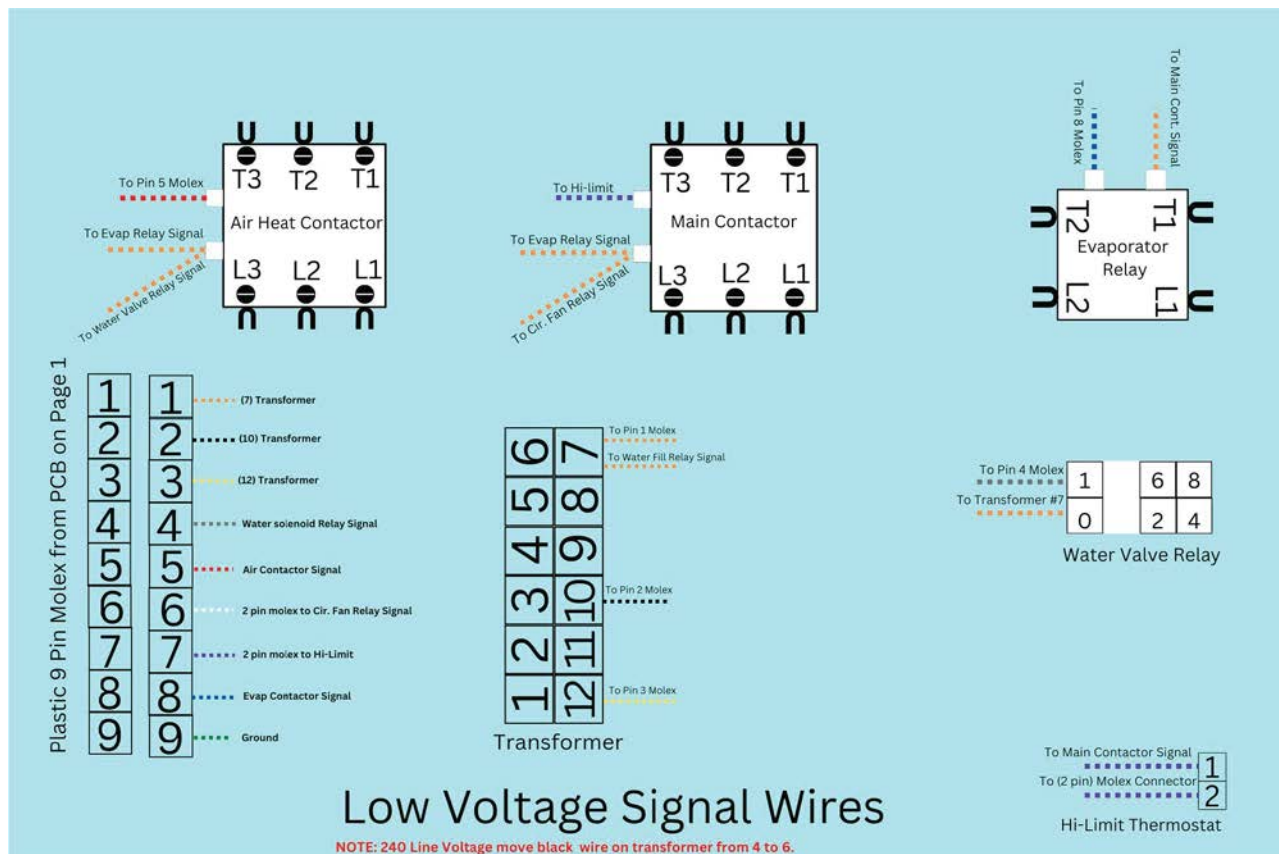 To Pin 5 Molex
To Evap Relay Signal
To Water Valve Relay Signal
T3 T2 T1
Air Heat Contactor
L3 L2 L1
To Hi-limit
To Evap Relay Signal
To Cir. Fan Relay Signal
T3 T2 T1
Main Contactor
L3 L2 L1
To Pin 8 Molex
To Main Cont. Signal
T2 T1
Evaporator
Relay
L2 L1
Plastic 9 Pin Molex from PCB on Page 1
1 1 (7) Transformer
2 2 (10) Transformer
3 3 (12) Transformer
4 4 Water solenoid Relay Signal
5 5 Air Contactor Signal
6 6 2 pin molex to Cir. Fan Relay Signal
7 7 2 pin molex to Hi-Limit
8 8 Evap Contactor Signal
9 9 Ground
6 7 To Pin 1 Molex
To Water Fill Relay Signal
5 8
4 9
3 10 To Pin 2 Molex
2 11
1 12 To Pin 3 Molex
Transformer
To Pin 4 Molex 1 6 8
To Transformer #7 0 2 4
Water Valve Relay
To Main Contactor Signal 1
To (2 pin) Molex Connector 2
Hi-Limit Thermostat
Low Voltage Signal Wires
NOTE: 240 Line Voltage move black wire on transformer from 4 to 6.